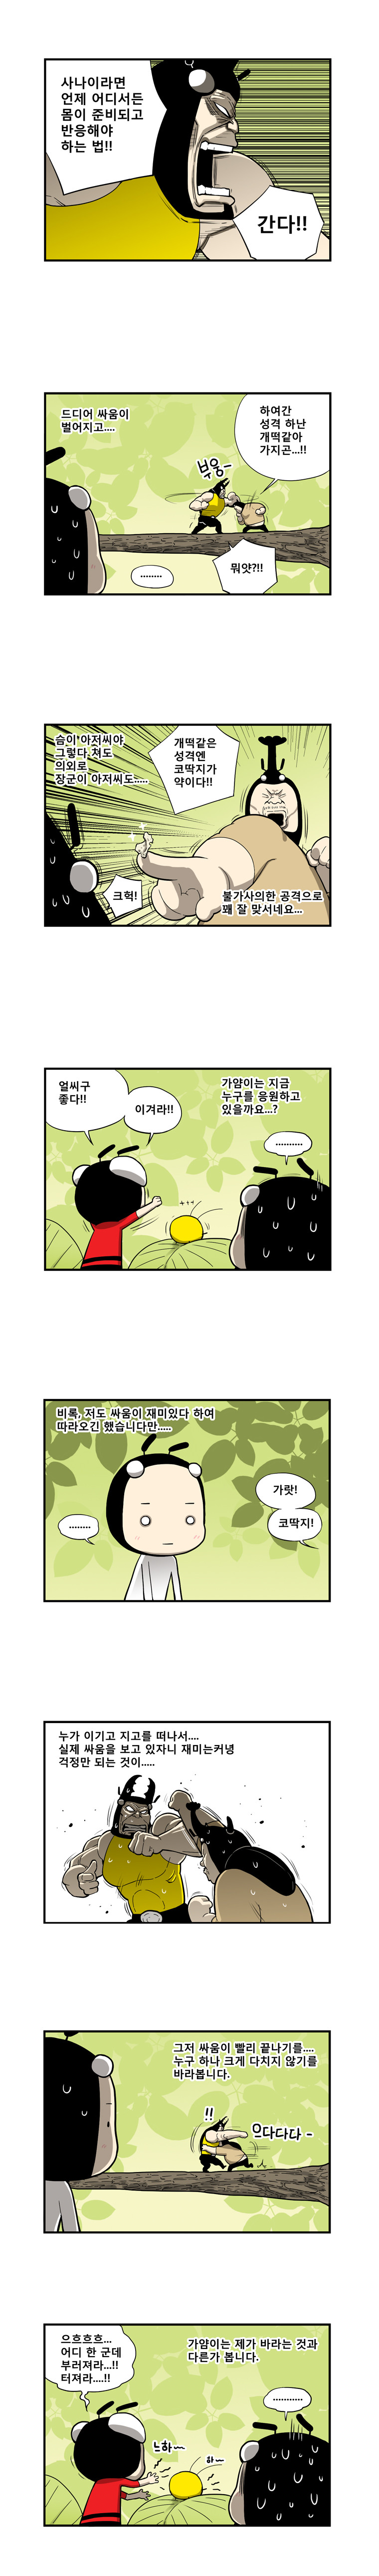 사나이라면
언제 어디서든
몸이 준비되고
반응해야
하는 법!!
간다!!
드디어 싸움이
벌어지고....
하여간
성격 하난
개떡같아
가지곤...!!
부웅~
뭐얏?!!
........
슴이 아저씨야
그렇다 쳐도
의외로
장군이 아저씨도.....
개떡같은
성격엔
코딱지가
약이다!!
크헉!
불가사의한 공격으로
꽤 잘 맞서네요...
얼씨구
좋다!!
이겨라!!
가얌이는 지금
누구를 응원하고
있을까요...?
..........
비록, 저도 싸움이 재미있다 하여
따라오긴 했습니다만.....
가랏!
코딱지!
........
누가 이기고 지고를 떠나서....
실제 싸움을 보고 있자니 재미는커녕
걱정만 되는 것이.....
그저 싸움이 빨리 끝나기를....
누구 하나 크게 다치지 않기를
바라봅니다.
!!
으다다다-
으흐흐흐...
어디 한 군데
부러져라...!!
터져라....!!
가얌이는 제가 바라는 것과
다른가 봅니다.
...........
느하~
하~